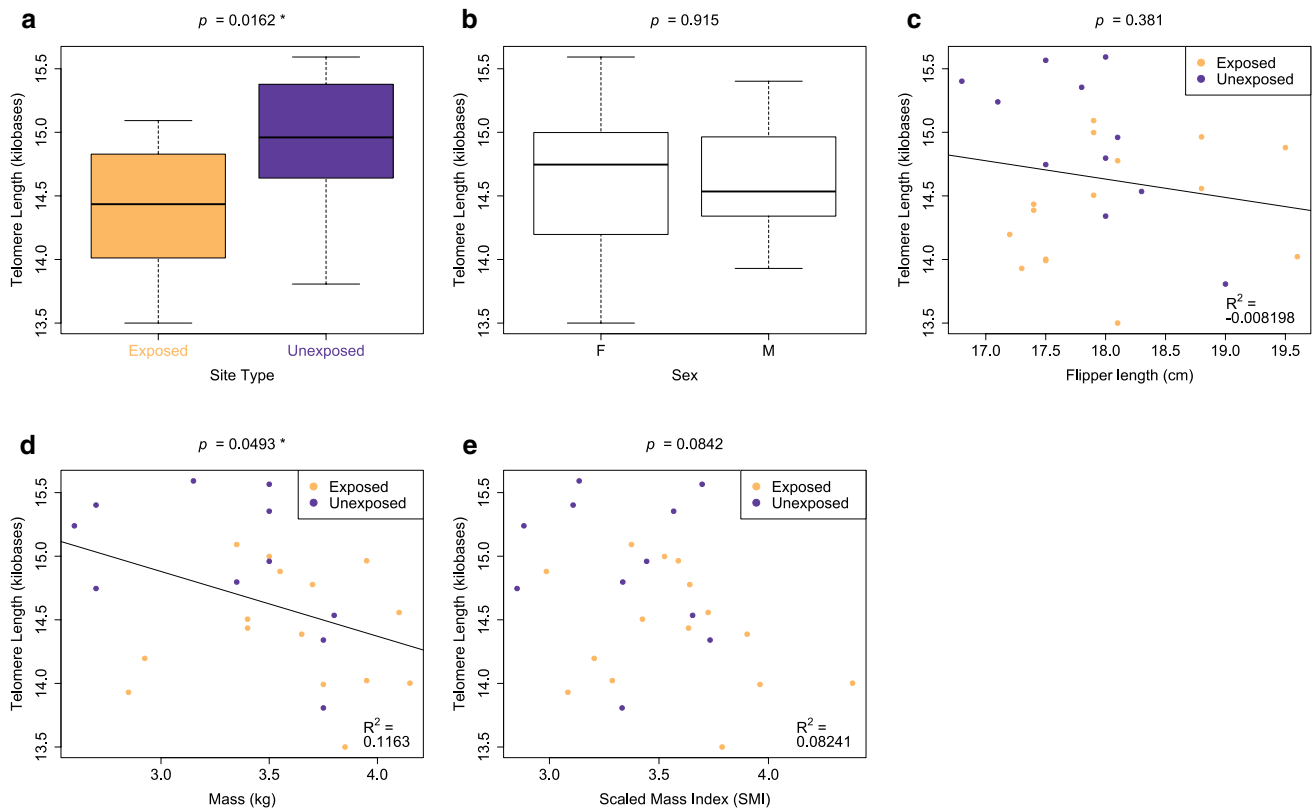 a
p = 0.0162 *
Telomere Length (kilobases)
15.5
15.0
14.5
14.0
13.5
Exposed
Unexposed
Site Type
b
p = 0.915
Telomere Length (kilobases)
15.5
15.0
14.5
14.0
13.5
F
M
Sex
c
p = 0.381
Telomere Length (kilobases)
15.5
15.0
14.5
14.0
13.5
Exposed
Unexposed
R² =
-0.008198
17.0 17.5 18.0 18.5 19.0 19.5
Flipper length (cm)
d
p = 0.0493 *
Telomere Length (kilobases)
15.5
15.0
14.5
14.0
13.5
Exposed
Unexposed
R² =
0.1163
3.0 3.5 4.0
Mass (kg)
e
p = 0.0842
Telomere Length (kilobases)
15.5
15.0
14.5
14.0
13.5
Exposed
Unexposed
R² =
0.08241
3.0 3.5 4.0
Scaled Mass Index (SMI)